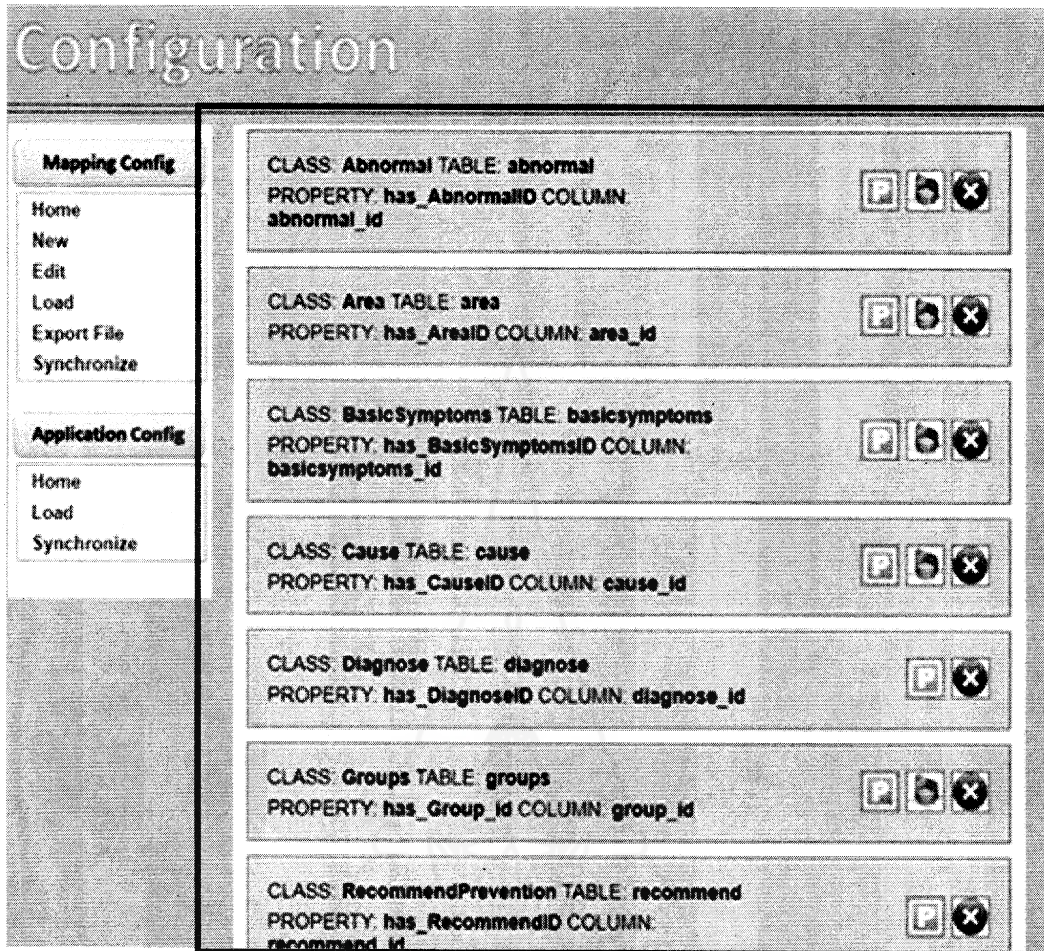 Configuration
Mapping Config
Home
New
Edit
Load
Export File
Synchronize
Application Config
Home
Load
Synchronize
CLASS: Abnormal TABLE: abnormal
PROPERTY: has_AbnormalID COLUMN:
abnormal_id
P
CLASS: Area TABLE: area
PROPERTY: has_AreaID COLUMN: area_id
P
CLASS: BasicSymptoms TABLE: basicsymptoms
PROPERTY: has_BasicSymptomsID COLUMN:
basicsymptoms_id
P
CLASS: Cause TABLE: cause
PROPERTY: has_CauseID COLUMN: cause_id
P
CLASS: Diagnose TABLE: diagnose
PROPERTY: has_DiagnoseID COLUMN: diagnose_id
P
CLASS: Groups TABLE: groups
PROPERTY: has_Group_id COLUMN: group_id
P
CLASS: RecommendPrevention TABLE: recommend
PROPERTY: has_RecommendID COLUMN:
recommend_id
P